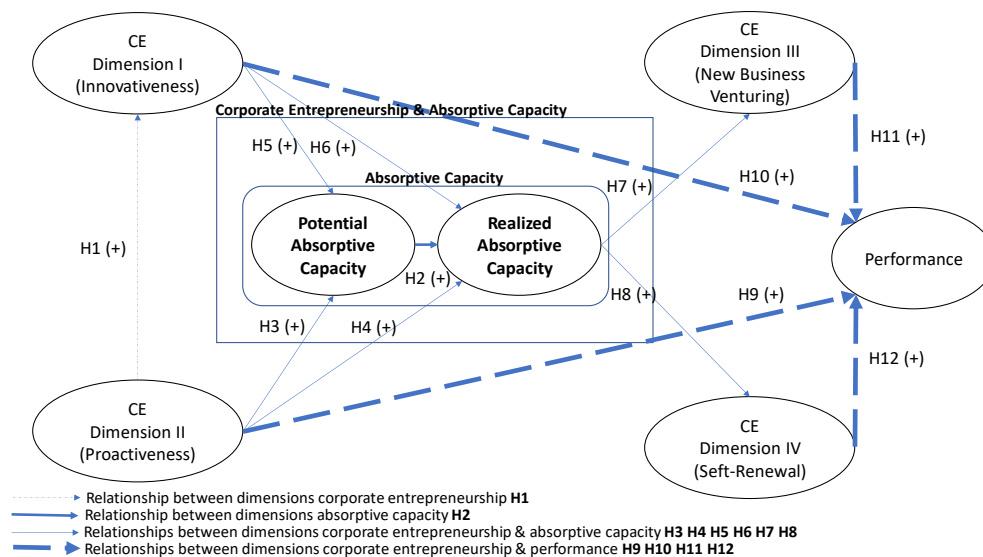 CE
Dimension I
(Innovativeness)
CE
Dimension III
(New Business
Venturing)
Corporate Entrepreneurship & Absorptive Capacity
H5 (+)
H6 (+)
H11 (+)
Absorptive Capacity
H7 (+)
H10 (+)
Potential
Absorptive
Capacity
Realized
Absorptive
Capacity
H1 (+)
H2 (+)
Performance
H8 (+)
H9 (+)
H3 (+)
H4 (+)
H12 (+)
CE
Dimension II
(Proactiveness)
CE
Dimension IV
(Seft-Renewal)
Relationship between dimensions corporate entrepreneurship H1
Relationship between dimensions absorptive capacity H2
Relationships between dimensions corporate entrepreneurship & absorptive capacity H3 H4 H5 H6 H7 H8
Relationships between dimensions corporate entrepreneurship & performance H9 H10 H11 H12